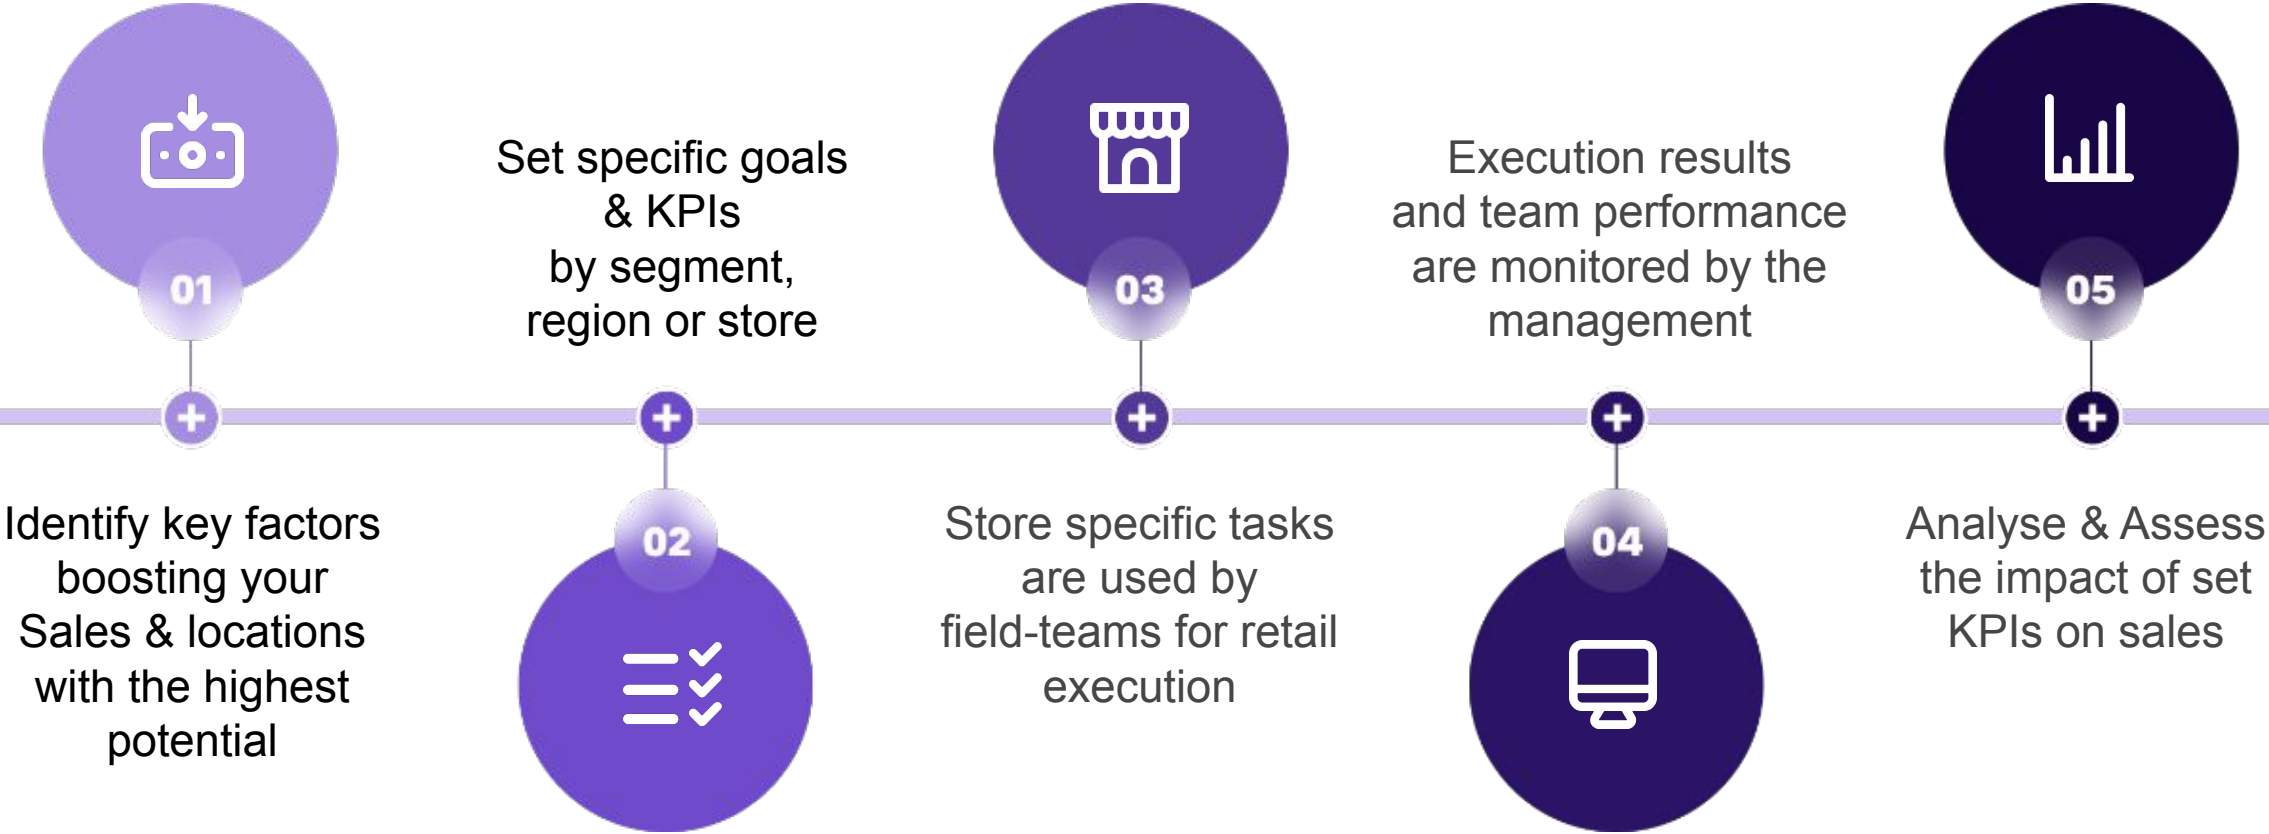 01
Identify key factors
boosting your
Sales & locations
with the highest
potential
Set specific goals
& KPIs
by segment,
region or store
02
03
Store specific tasks
are used by
field-teams for retail
execution
Execution results
and team performance
are monitored by the
management
04
05
Analyse & Assess
the impact of set
KPIs on sales